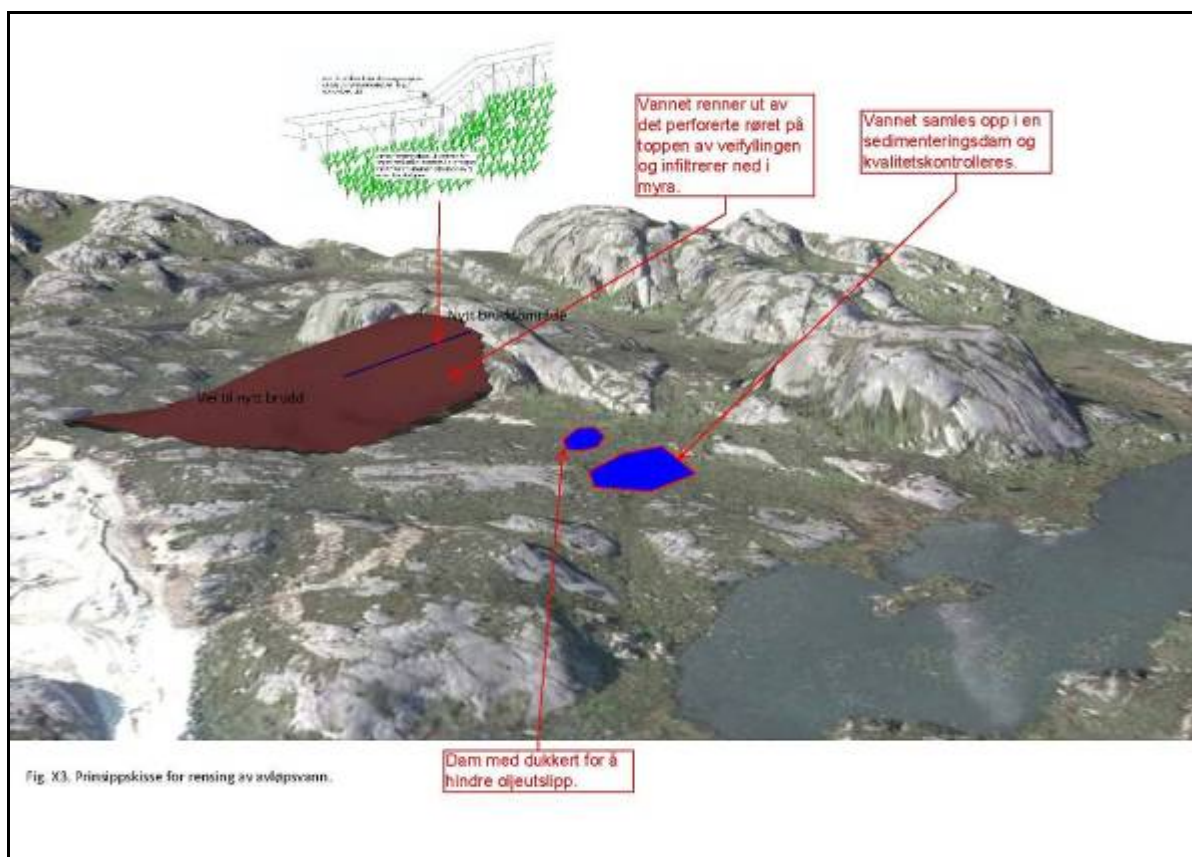 Vannet renner ut av
det perforerte røret på
toppen av veifyllingen
og infiltrerer ned i
myra.
Vannet samles opp i en
sedimenteringsdam og
kvalitetskontrolleres.
Nytt bruddområde
Vei til nytt brudd
Dam med dukkert for å
hindre oljeutslipp.
Fig. X3. Prinsippskisse for rensing av avløpsvann.